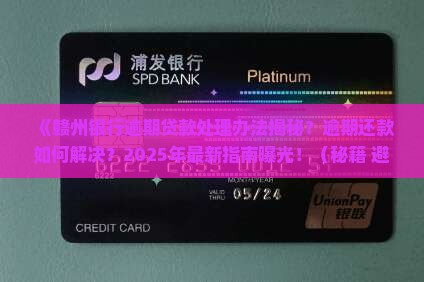 浦发银行
SPD BANK
Platinum
《赣州银行逾期贷款处理办法揭秘？逾期还款
如何解决？2025年最新指南曝光！（秘籍 避
MONTH/YEAR
05/24
CREDIT CARD
UnionPay
银联